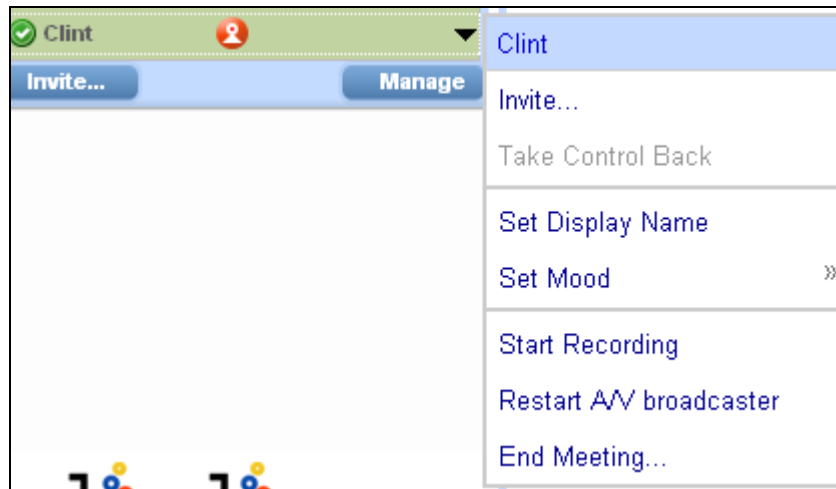 Clint
Invite... Manage
Clint
Invite...
Take Control Back
Set Display Name
Set Mood »
Start Recording
Restart A/V broadcaster
End Meeting...